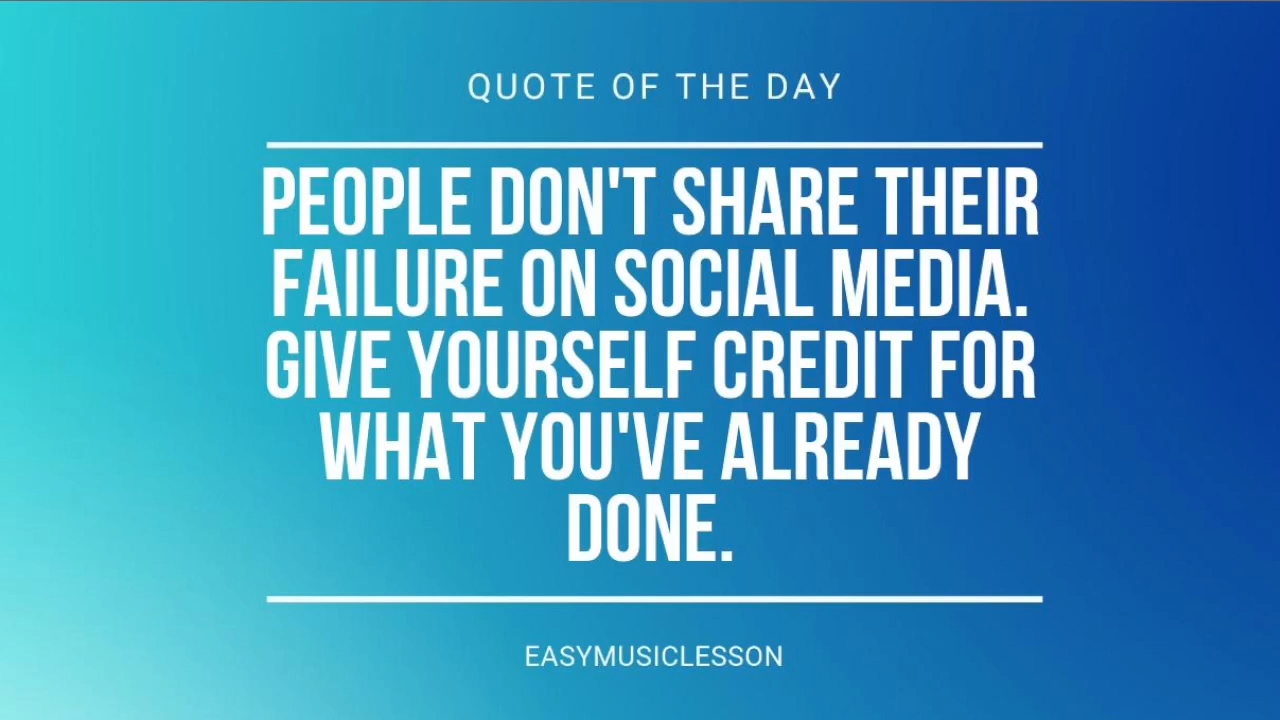 QUOTE OF THE DAY
PEOPLE DON'T SHARE THEIR
FAILURE ON SOCIAL MEDIA.
GIVE YOURSELF CREDIT FOR
WHAT YOU'VE ALREADY
DONE.
EASYMUSICLESSON